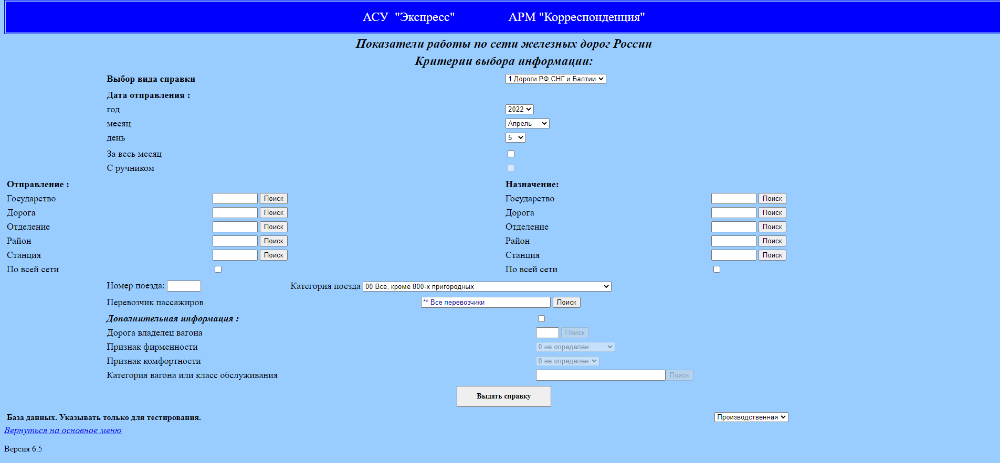 АСУ "Экспресс" АРМ "Корреспонденция"
Показатели работы по сети железных дорог России
Критерии выбора информации:
Выбор вида справки 1 Дороги РФ,СНГ и Балтии
Дата отправления :
год 2022
месяц Апрель
день 5
За весь месяц
С ручником
Отправление : Назначение:
Государство Поиск Государство Поиск
Дорога Поиск Дорога Поиск
Отделение Поиск Отделение Поиск
Район Поиск Район Поиск
Станция Поиск Станция Поиск
По всей сети По всей сети
Номер поезда: Категория поезда 00 Все, кроме 800-х пригородных
Перевозчик пассажиров ** Все перевозчики Поиск
Дополнительная информация :
Дорога владелец вагона Поиск
Признак фирменности 0 не определен
Признак комфортности 0 не определен
Категория вагона или класс обслуживания Поиск
Выдать справку
База данных. Указывать только для тестирования. Производственная
Вернуться на основное меню
Версия 6.5